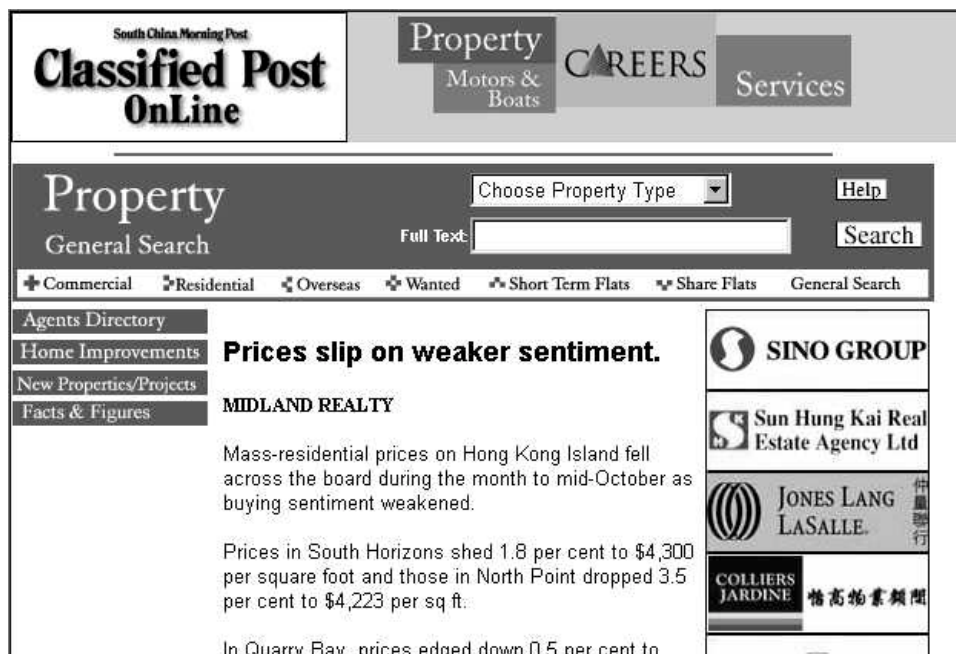 South China Morning Post
Classified Post
OnLine
Property
Motors &
Boats
CAREERS
Services
Property
General Search
Choose Property Type
Help
Full Text:
Search
Commercial Residential Overseas Wanted Short Term Flats Share Flats General Search
Agents Directory
Home Improvements
New Properties/Projects
Facts & Figures
Prices slip on weaker sentiment.
MIDLAND REALTY
Mass-residential prices on Hong Kong Island fell
across the board during the month to mid-October as
buying sentiment weakened.
Prices in South Horizons shed 1.8 per cent to $4,300
per square foot and those in North Point dropped 3.5
per cent to $4,223 per sq ft.
In Quarry Bay, prices edged down 0.5 per cent to
SINO GROUP
Sun Hung Kai Real
Estate Agency Ltd
JONES LANG
LASALLE.
仲量聯行
COLLIERS
JARDINE
怡高物業顧問